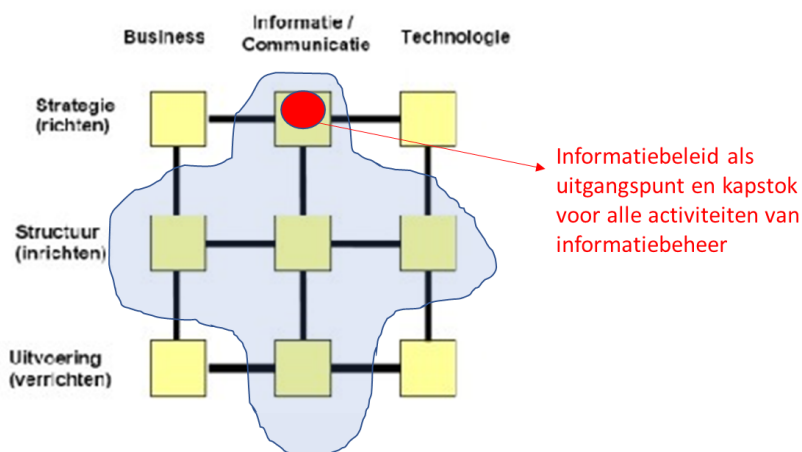 Business
Informatie /
Communicatie
Technologie
Strategie
(richten)
Informatiebeleid als
uitgangspunt en kapstok
voor alle activiteiten van
informatiebeheer
Structuur
(inrichten)
Uitvoering
(verrichten)